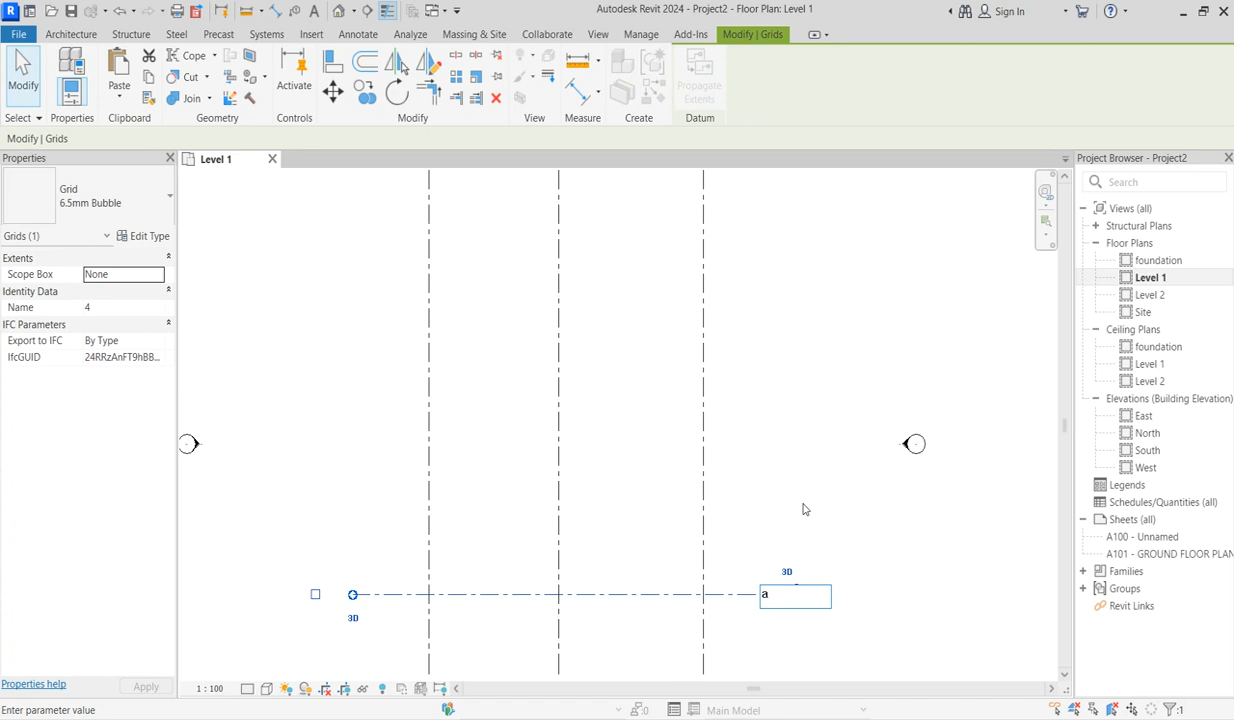 Autodesk Revit 2024 - Project2 - Floor Plan: Level 1
Sign In
File Architecture Structure Steel Precast Systems Insert Annotate Analyze Massing & Site Collaborate View Manage Add-Ins Modify | Grids
Modify
Paste
Cope
Cut
Join
Activate
Propagate
Extents
Select Properties Clipboard Geometry Controls Modify View Measure Create Datum
Modify | Grids
Properties
Level 1
Project Browser - Project2
Grid
6.5mm Bubble
Search
Grids (1) Edit Type
Extents
Scope Box None
Identity Data
Name 4
IFC Parameters
Export to IFC By Type
IfcGUID 24RRzAnFT9hBB...
Views (all)
Structural Plans
Floor Plans
foundation
Level 1
Level 2
Site
Ceiling Plans
foundation
Level 1
Level 2
Elevations (Building Elevation)
East
North
South
West
Legends
Schedules/Quantities (all)
Sheets (all)
A100 - Unnamed
A101 - GROUND FLOOR PLAN
Families
Groups
Revit Links
3D
a
3D
Properties help Apply
1 : 100
Enter parameter value
:0
Main Model
:1